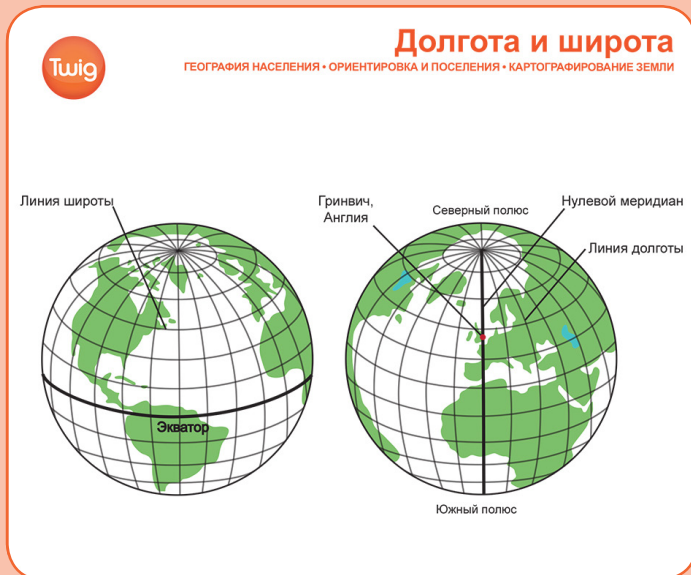 Twig
Долгота и широта
ГЕОГРАФИЯ НАСЕЛЕНИЯ • ОРИЕНТИРОВКА И ПОСЕЛЕНИЯ • КАРТОГРАФИРОВАНИЕ ЗЕМЛИ
Линия широты
Экватор
Гринвич,
Англия
Северный полюс
Нулевой меридиан
Линия долготы
Южный полюс